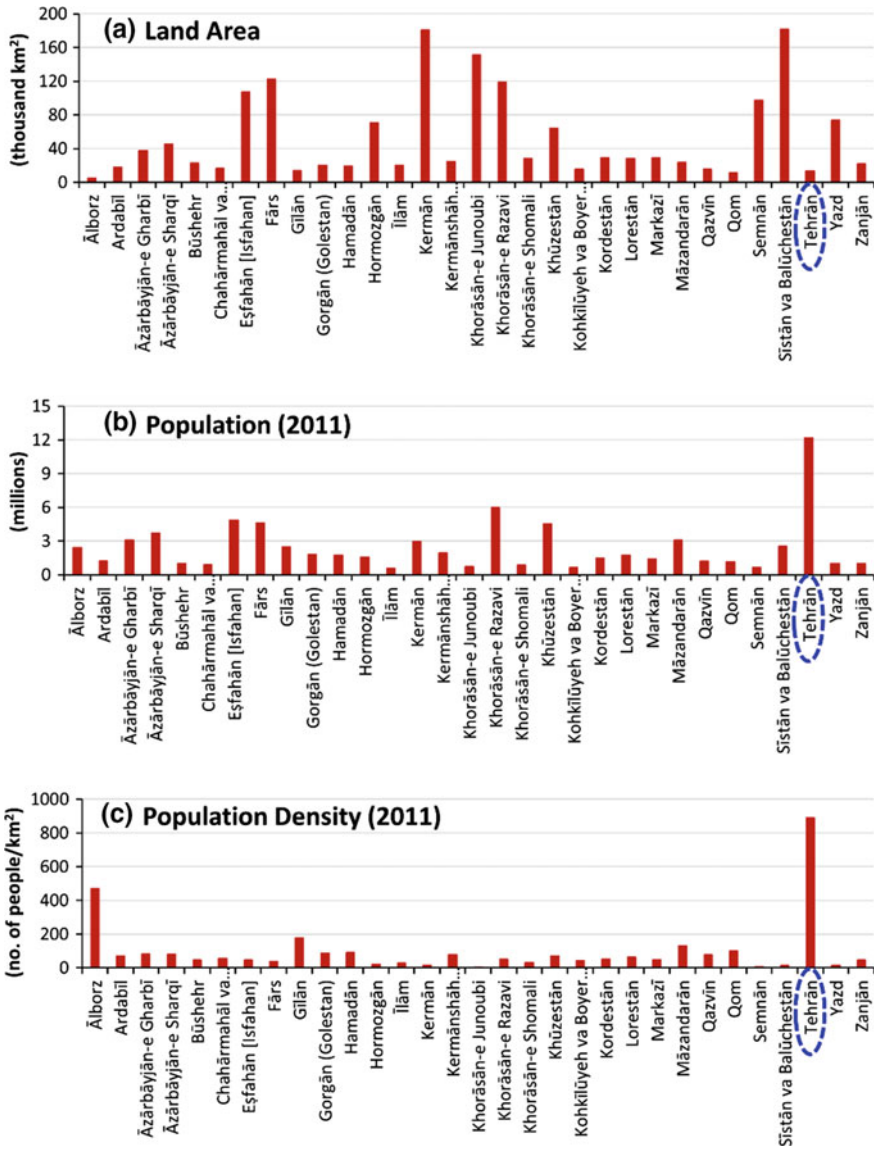 (a) Land Area
(thousand km²)
200
160
120
80
40
0
Ālborz
Ardabīl
Āzārbāyjān-e Gharbī
Āzārbāyjān-e Sharqī
Būshehr
Chahārmahāl va...
Eşfahān [Isfahan]
Fārs
Gīlān
Gorgān (Golestan)
Hamadān
Hormozgān
Īlām
Kermān
Kermānshāh...
Khorāsān-e Junoubi
Khorāsān-e Razavi
Khorāsān-e Shomali
Khūzestān
Kohkīlūyeh va Boyer...
Kordestān
Lorestān
Markazī
Māzandarān
Qazvīn
Qom
Semnān
Sīstān va Balūchestān
Tehrān
Yazd
Zanjān
(b) Population (2011)
(millions)
15
12
9
6
3
0
Ālborz
Ardabīl
Āzārbāyjān-e Gharbī
Āzārbāyjān-e Sharqī
Būshehr
Chahārmahāl va...
Eşfahān [Isfahan]
Fārs
Gīlān
Gorgān (Golestan)
Hamadān
Hormozgān
Īlām
Kermān
Kermānshāh...
Khorāsān-e Junoubi
Khorāsān-e Razavi
Khorāsān-e Shomali
Khūzestān
Kohkīlūyeh va Boyer...
Kordestān
Lorestān
Markazī
Māzandarān
Qazvīn
Qom
Semnān
Sīstān va Balūchestān
Tehrān
Yazd
Zanjān
(c) Population Density (2011)
(no. of people/km²)
1000
800
600
400
200
0
Ālborz
Ardabīl
Āzārbāyjān-e Gharbī
Āzārbāyjān-e Sharqī
Būshehr
Chahārmahāl va...
Eşfahān [Isfahan]
Fārs
Gīlān
Gorgān (Golestan)
Hamadān
Hormozgān
Īlām
Kermān
Kermānshāh...
Khorāsān-e Junoubi
Khorāsān-e Razavi
Khorāsān-e Shomali
Khūzestān
Kohkīlūyeh va Boyer...
Kordestān
Lorestān
Markazī
Māzandarān
Qazvīn
Qom
Semnān
Sīstān va Balūchestān
Tehrān
Yazd
Zanjān